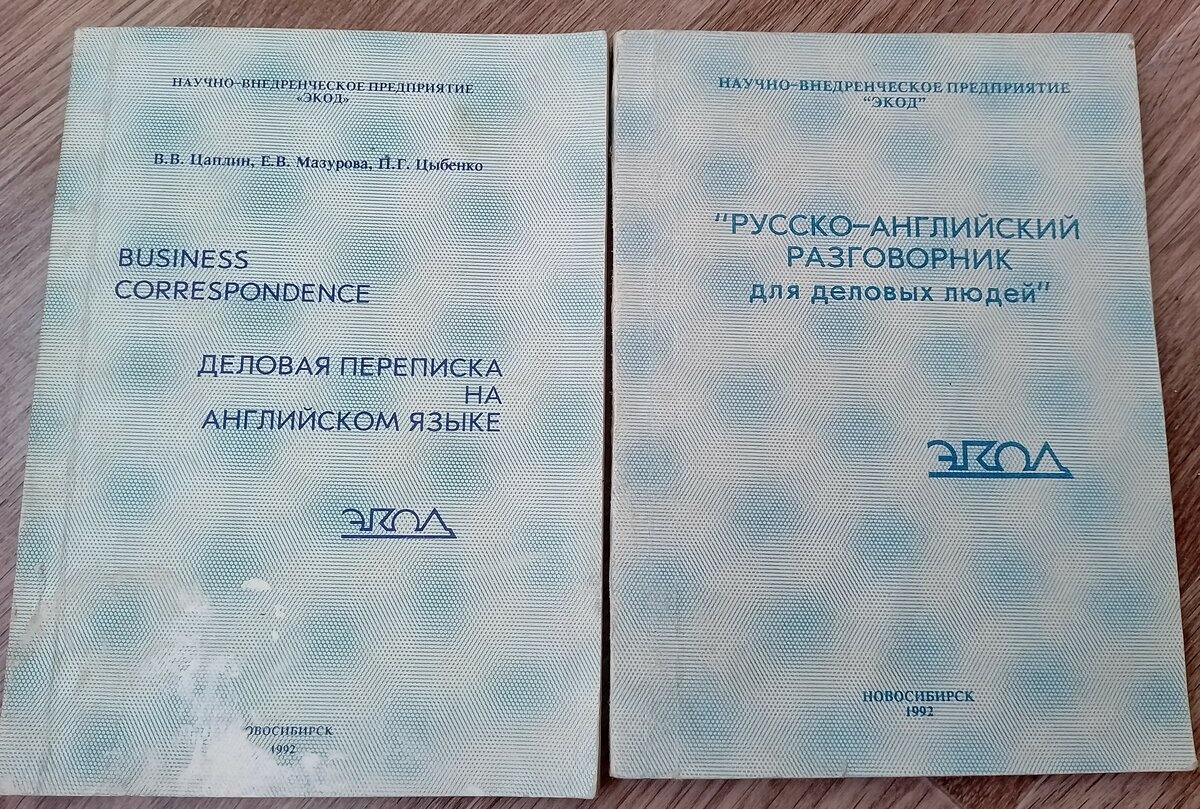 НАУЧНО-ВНЕДРЕНЧЕСКОЕ ПРЕДПРИЯТИЕ
«ЭКОД»
В.В. Цаплин, Е.В. Мазурова, П.Г. Цыбенко
BUSINESS
CORRESPONDENCE
ДЕЛОВАЯ ПЕРЕПИСКА
НА
АНГЛИЙСКОМ ЯЗЫКЕ
ЭКОД
ОВОСИБИРСК
1992
НАУЧНО-ВНЕДРЕНЧЕСКОЕ ПРЕДПРИЯТИЕ
"ЭКОД"
"РУССКО-АНГЛИЙСКИЙ
РАЗГОВОРНИК
для деловых людей"
ЭКОД
НОВОСИБИРСК
1992